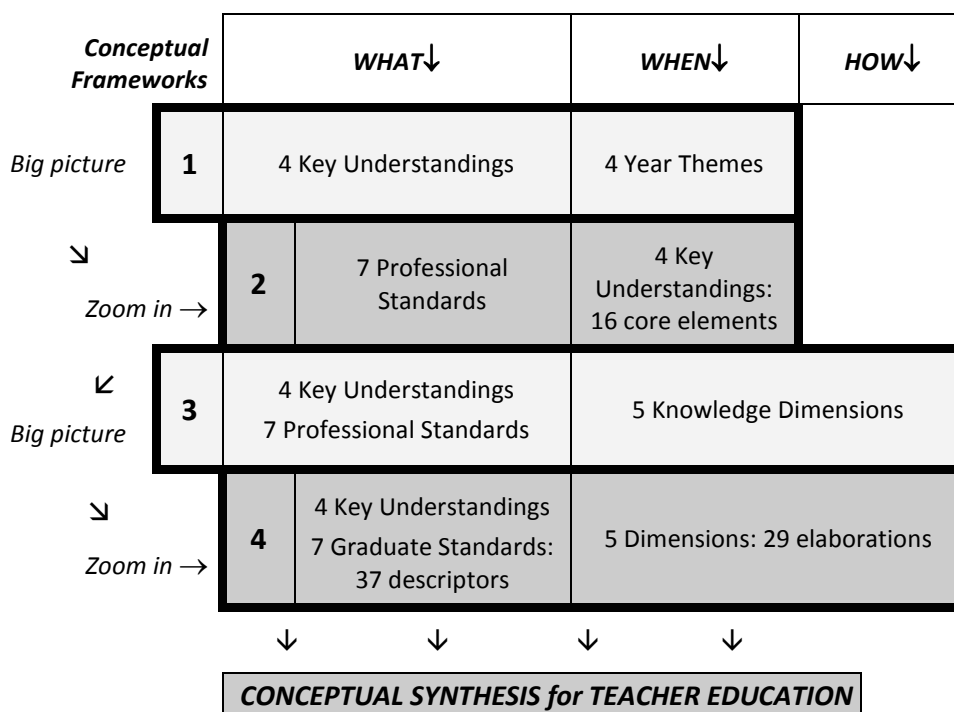 Conceptual
Frameworks
WHAT↓
WHEN↓
HOW↓
Big picture
1
4 Key Understandings
4 Year Themes
↘
Zoom in →
2
7 Professional
Standards
4 Key
Understandings:
16 core elements
↙
Big picture
3
4 Key Understandings
7 Professional Standards
5 Knowledge Dimensions
↘
Zoom in →
4
4 Key Understandings
7 Graduate Standards:
37 descriptors
5 Dimensions: 29 elaborations
↓ ↓ ↓ ↓
CONCEPTUAL SYNTHESIS for TEACHER EDUCATION